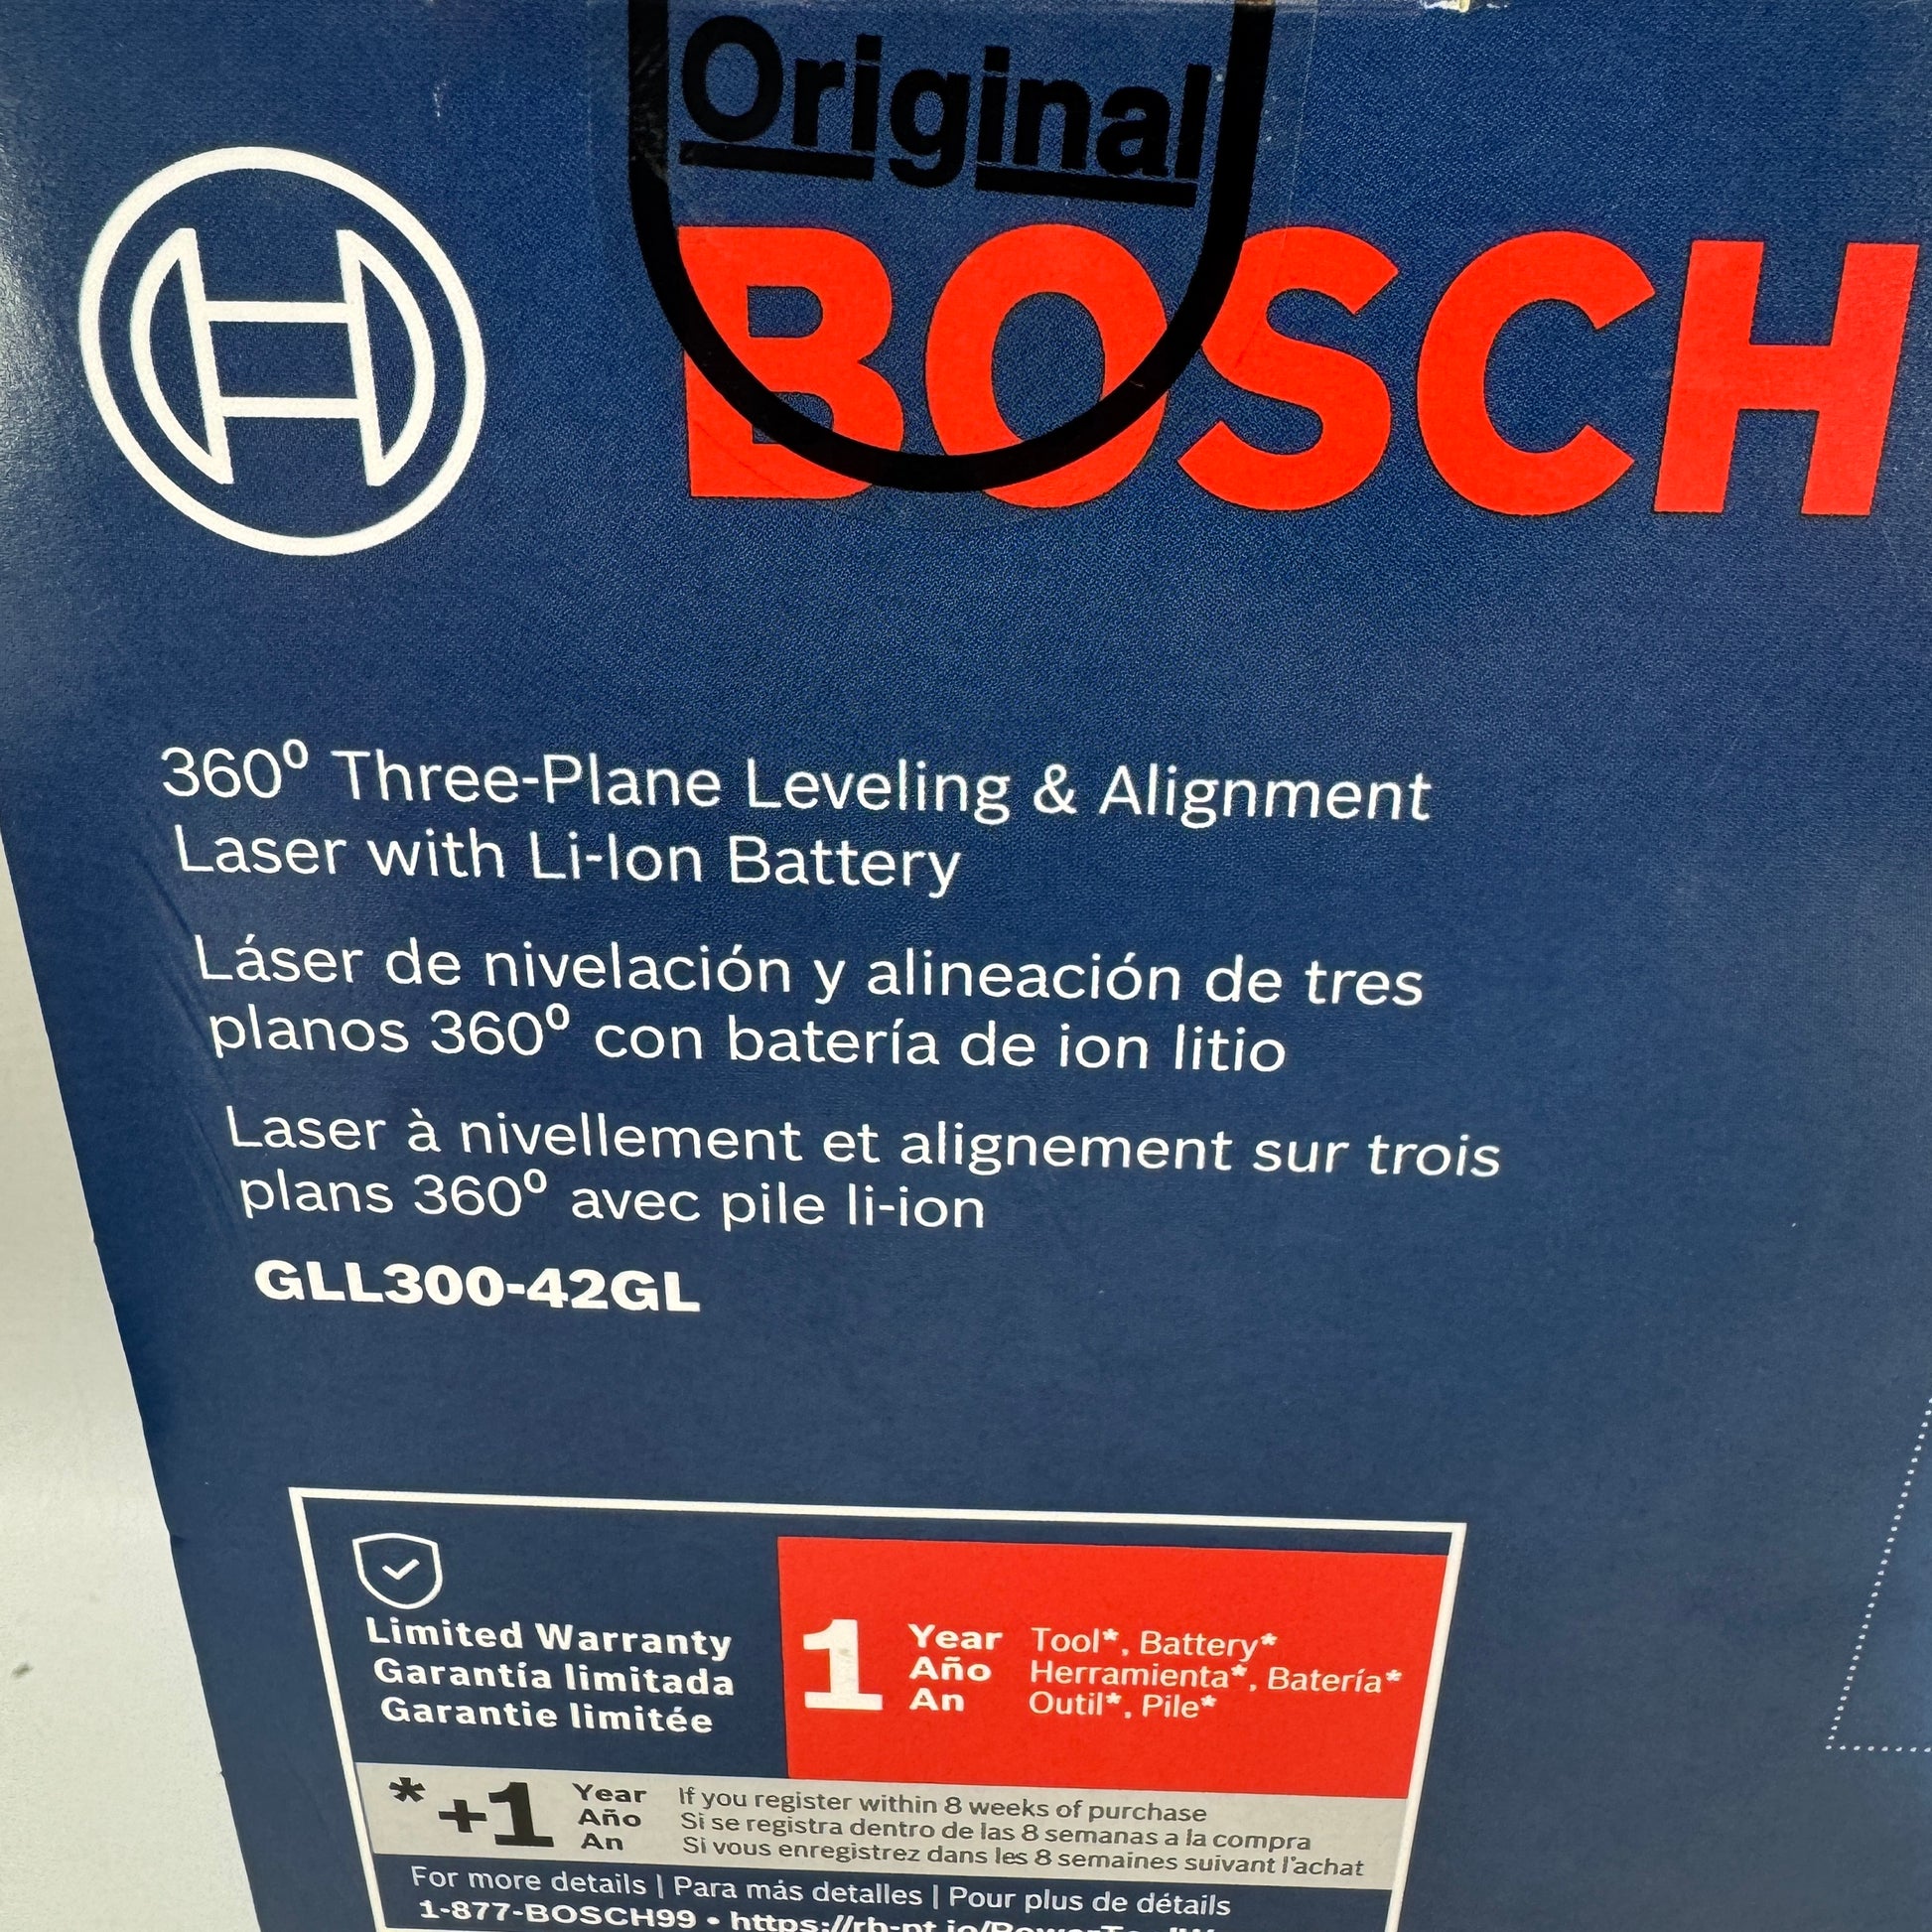 Original
BOSCH
360º Three-Plane Leveling & Alignment
Laser with Li-Ion Battery
Láser de nivelación y alineación de tres
planos 360º con batería de ion litio
Laser à nivellement et alignement sur trois
plans 360º avec pile li-ion
GLL300-42GL
Limited Warranty
Garantía limitada
Garantie limitée
1
Year Tool*, Battery*
Año Herramienta*, Batería*
An Outil*, Pile*
*+1
Year If you register within 8 weeks of purchase
Año Si se registra dentro de las 8 semanas a la compra
An Si vous enregistrez dans les 8 semaines suivant l'achat
For more details | Para más detalles | Pour plus de détails
1-877-BOSCH99 •